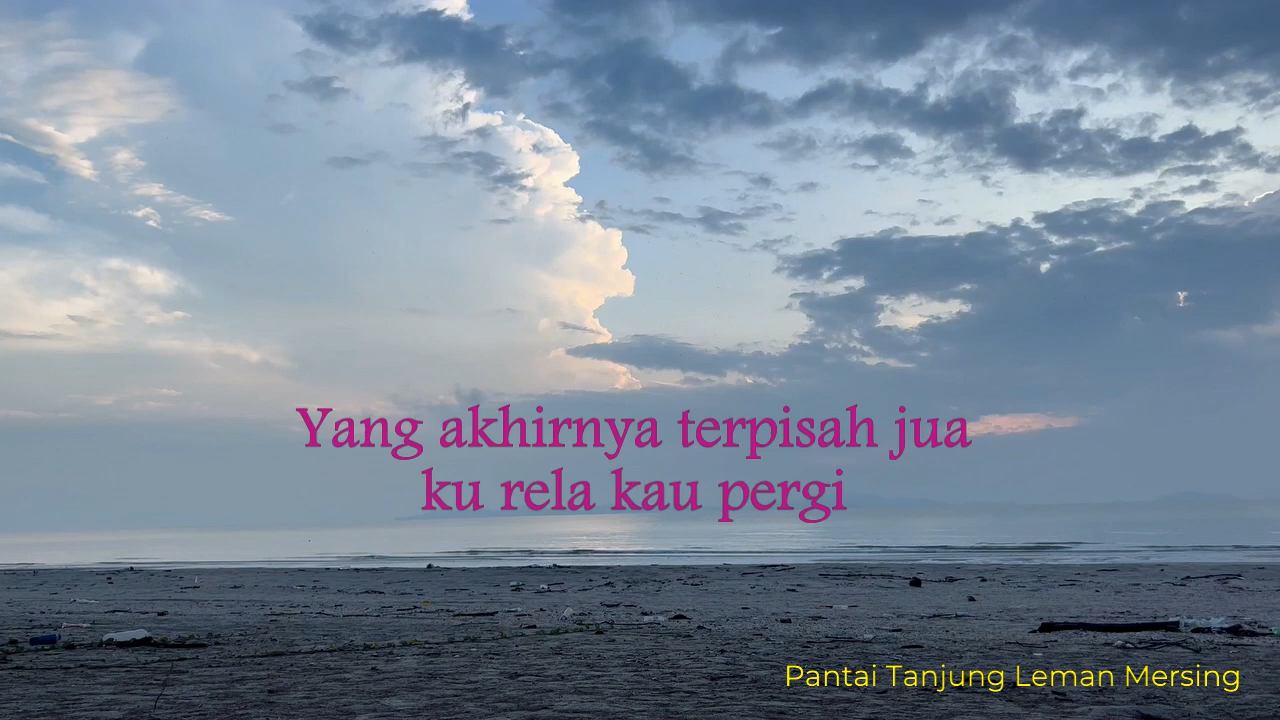 Yang akhirnya terpisah jua
ku rela kau pergi
Pantai Tanjung Leman Mersing